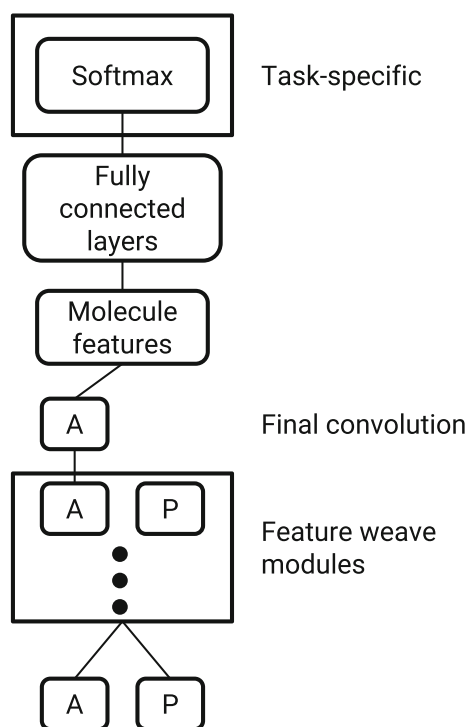 Softmax
Task-specific
Fully
connected
layers
Molecule
features
A
Final convolution
A P
Feature weave
modules
A P